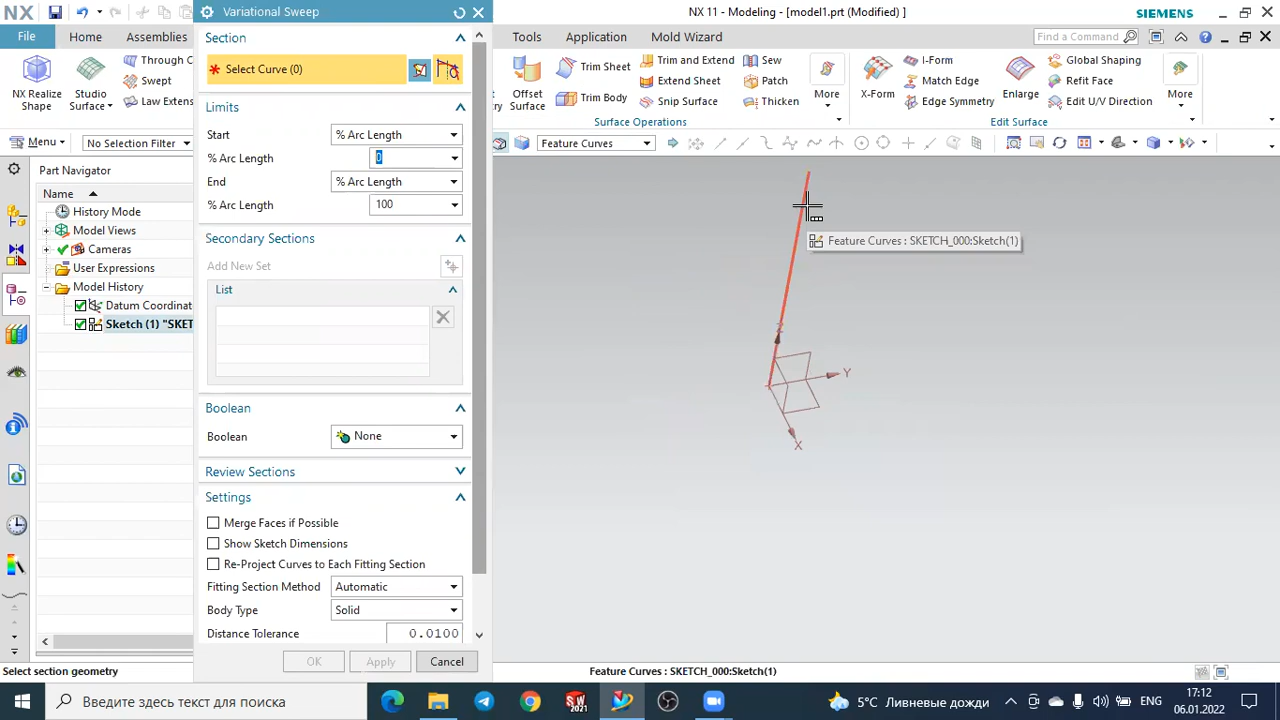 Variational Sweep
NX 11 - Modeling - [model1.prt (Modified) ]
SIEMENS
File
Home
Assemblies
Tools
Application
Mold Wizard
Find a Command
NX Realize Shape
Studio Surface
Through C
Swept
Law Extens
Offset Surface
Trim Sheet
Trim Body
Trim and Extend
Extend Sheet
Snip Surface
Sew
Patch
Thicken
More
Surface Operations
X-Form
I-Form
Match Edge
Edge Symmetry
Enlarge
Global Shaping
Refit Face
Edit U/V Direction
More
Edit Surface
Menu
No Selection Filter
Feature Curves
Part Navigator
Name
History Mode
Model Views
Cameras
User Expressions
Model History
Datum Coordinat
Sketch (1) "SKET
Section
* Select Curve (0)
Limits
Start
% Arc Length
% Arc Length
0
End
% Arc Length
% Arc Length
100
Secondary Sections
Add New Set
List
Boolean
Boolean
None
Review Sections
Settings
Merge Faces if Possible
Show Sketch Dimensions
Re-Project Curves to Each Fitting Section
Fitting Section Method
Automatic
Body Type
Solid
Distance Tolerance
0.0100
OK
Apply
Cancel
Feature Curves : SKETCH_000:Sketch(1)
Z
Y
X
Select section geometry
Feature Curves : SKETCH_000:Sketch(1)
Введите здесь текст для поиска
SW
2021
5°C Ливневые дожди
ENG
17:12
06.01.2022